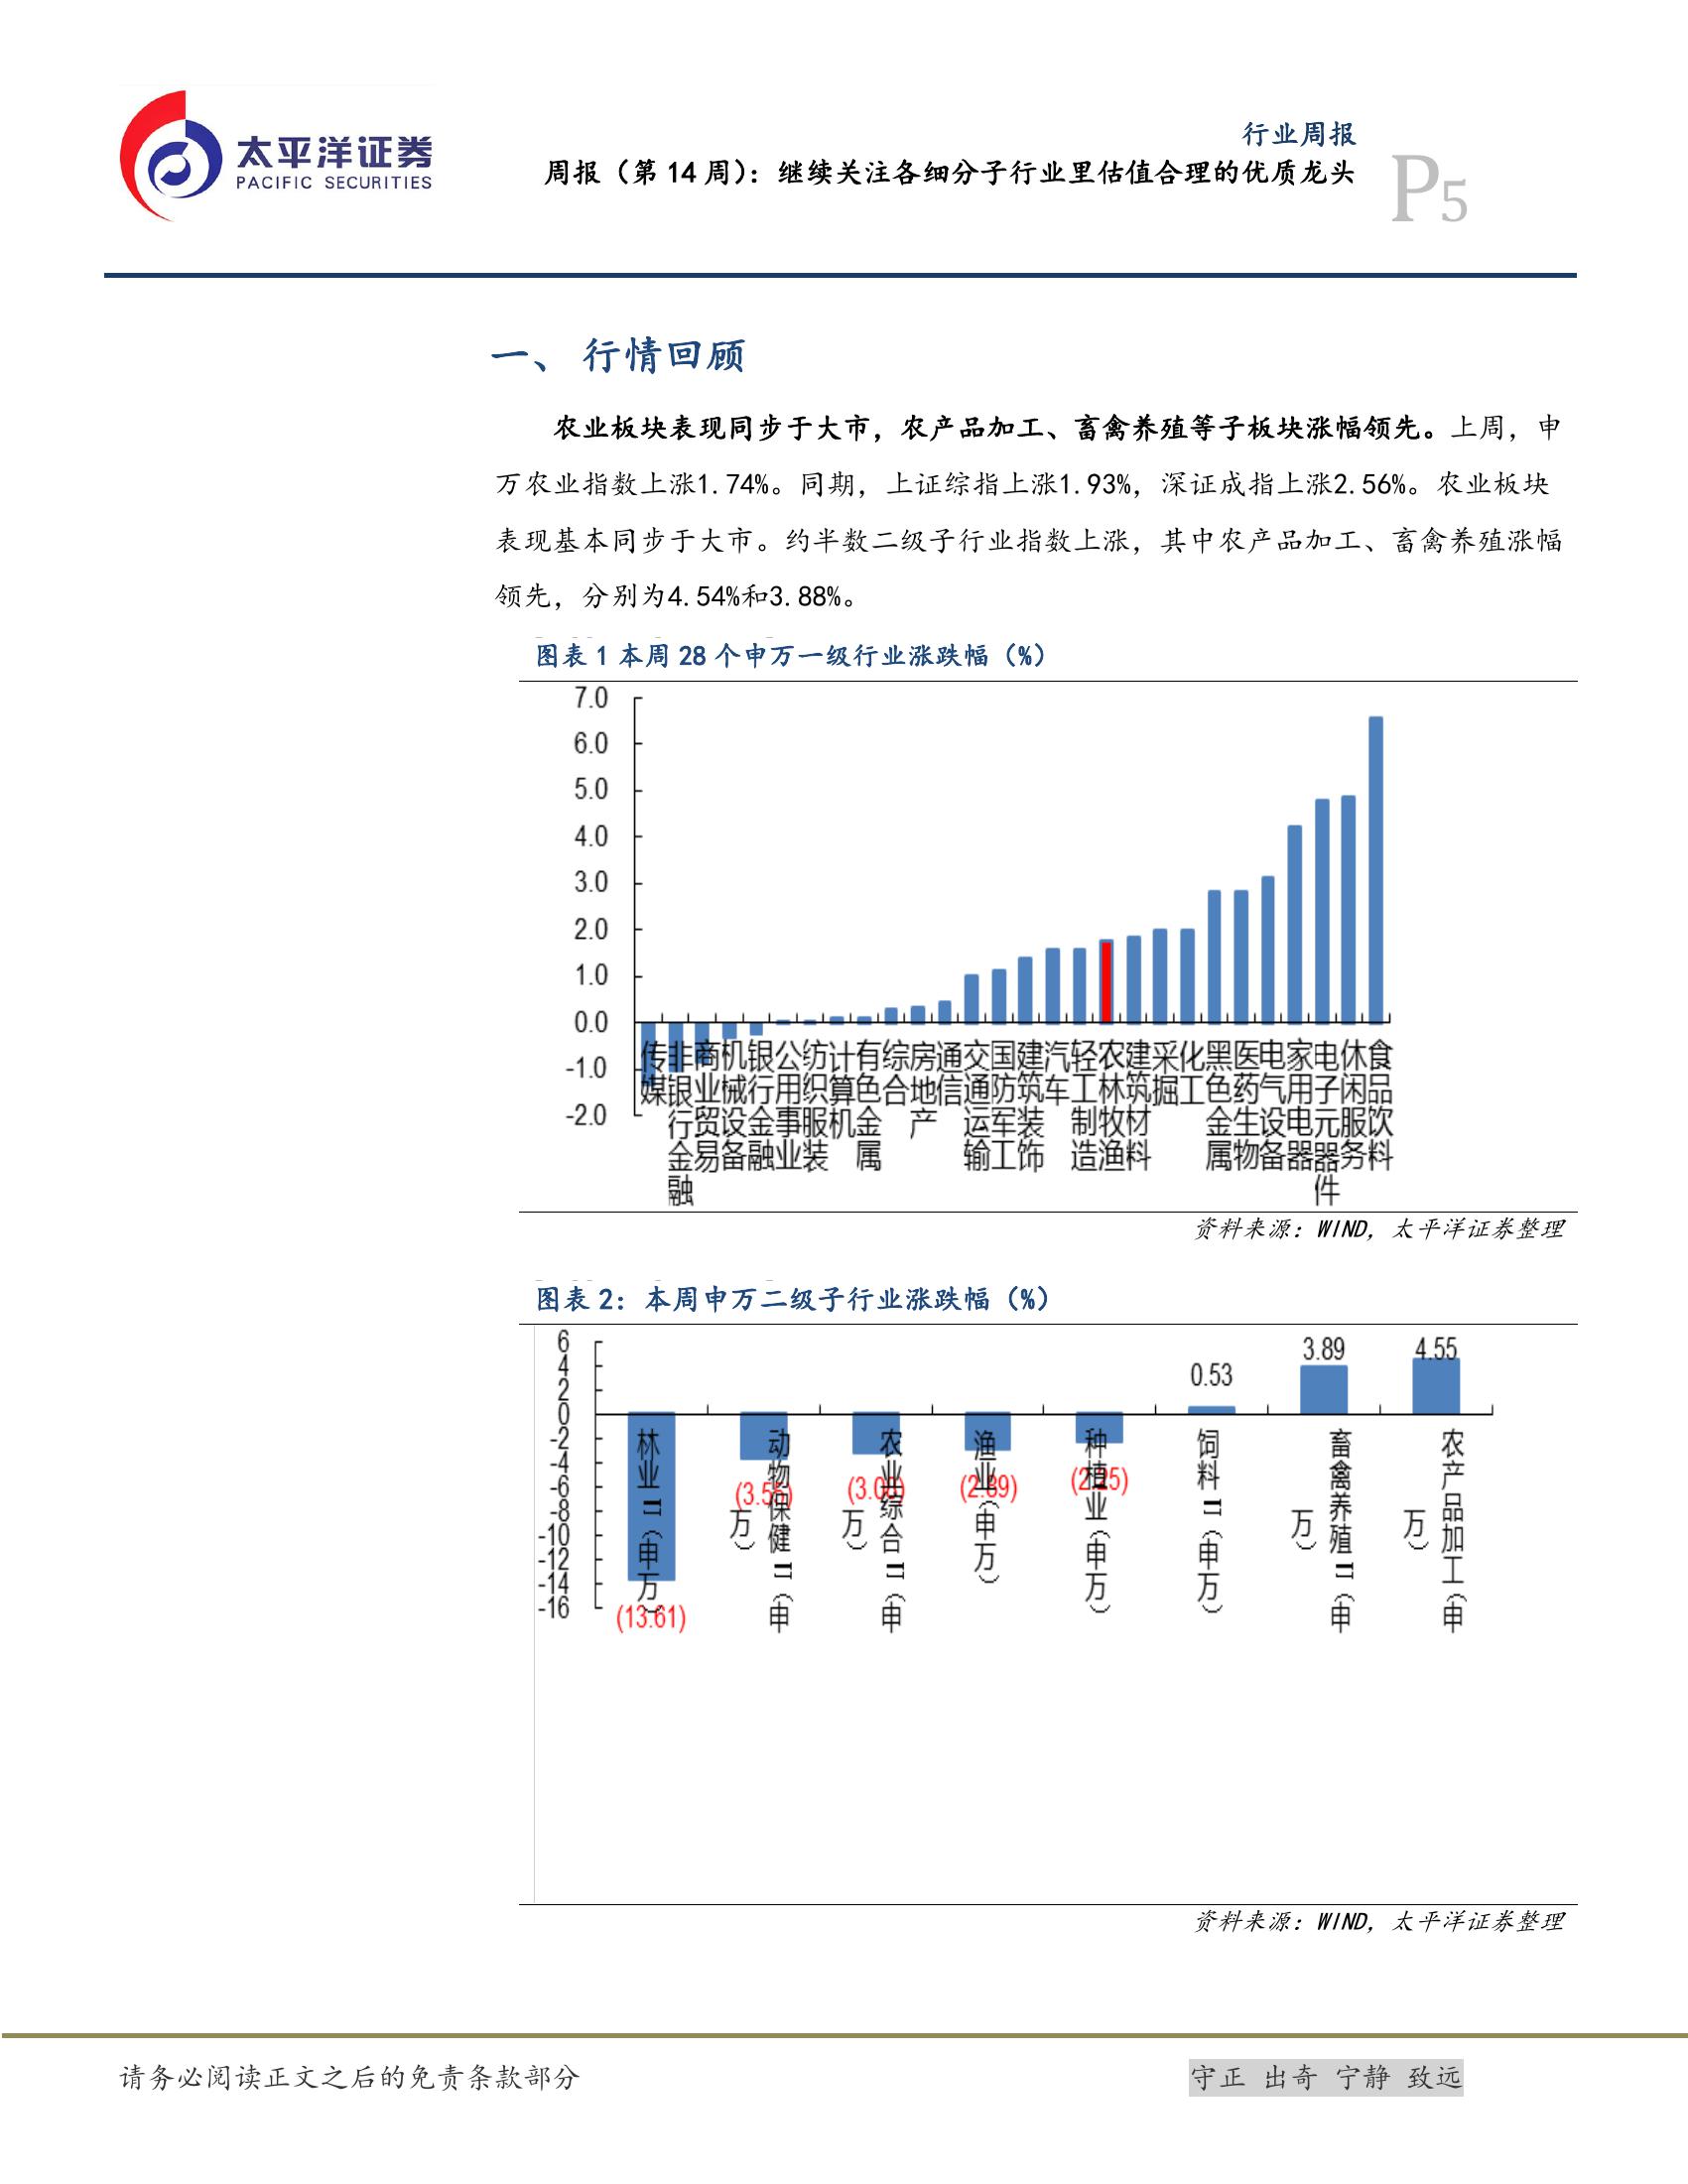 太平洋证券
PACIFIC SECURITIES
行业周报
周报（第 14 周）：继续关注各细分子行业里估值合理的优质龙头
P5
一、 行情回顾
农业板块表现同步于大市，农产品加工、畜禽养殖等子板块涨幅领先。上周，申
万农业指数上涨1.74%。同期，上证综指上涨1.93%，深证成指上涨2.56%。农业板块
表现基本同步于大市。约半数二级子行业指数上涨，其中农产品加工、畜禽养殖涨幅
领先，分别为4.54%和3.88%。
图表 1 本周 28 个申万一级行业涨跌幅（%）
7.0
6.0
5.0
4.0
3.0
2.0
1.0
0.0
-1.0
-2.0
传媒
非银行金融
商业贸易
机械设备
银行金融
公用事业
纺织服装
计算机
有色金属
综合
房地产
通信
交通运输
国防军工
建筑装饰
汽车
轻工制造
农林牧渔
建筑材料
采掘
化工
黑色金属
医药生物
电气设备
家用电器
电子元器件
休闲服务
食品饮料
资料来源：WIND，太平洋证券整理
图表 2：本周申万二级子行业涨跌幅（%）
6
4
2
0
-2
-4
-6
-8
-10
-12
-14
-16
林业II（申万）
(13.61)
动物保健II（申万）
农业综合II（申万）
渔业（申万）
种植业（申万）
饲料II（申万）
0.53
畜禽养殖II（申万）
3.89
农产品加工（申万）
4.55
资料来源：WIND，太平洋证券整理
请务必阅读正文之后的免责条款部分
守正 出奇 宁静 致远